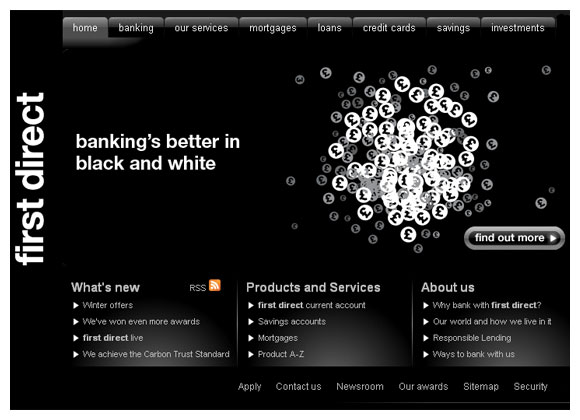 home banking our services mortgages loans credit cards savings investments
first direct
banking's better in
black and white
find out more
What's new RSS
Winter offers
We've won even more awards
first direct live
We achieve the Carbon Trust Standard
Products and Services
first direct current account
Savings accounts
Mortgages
Product A-Z
About us
Why bank with first direct?
Our world and how we live in it
Responsible Lending
Ways to bank with us
Apply Contact us Newsroom Our awards Sitemap Security